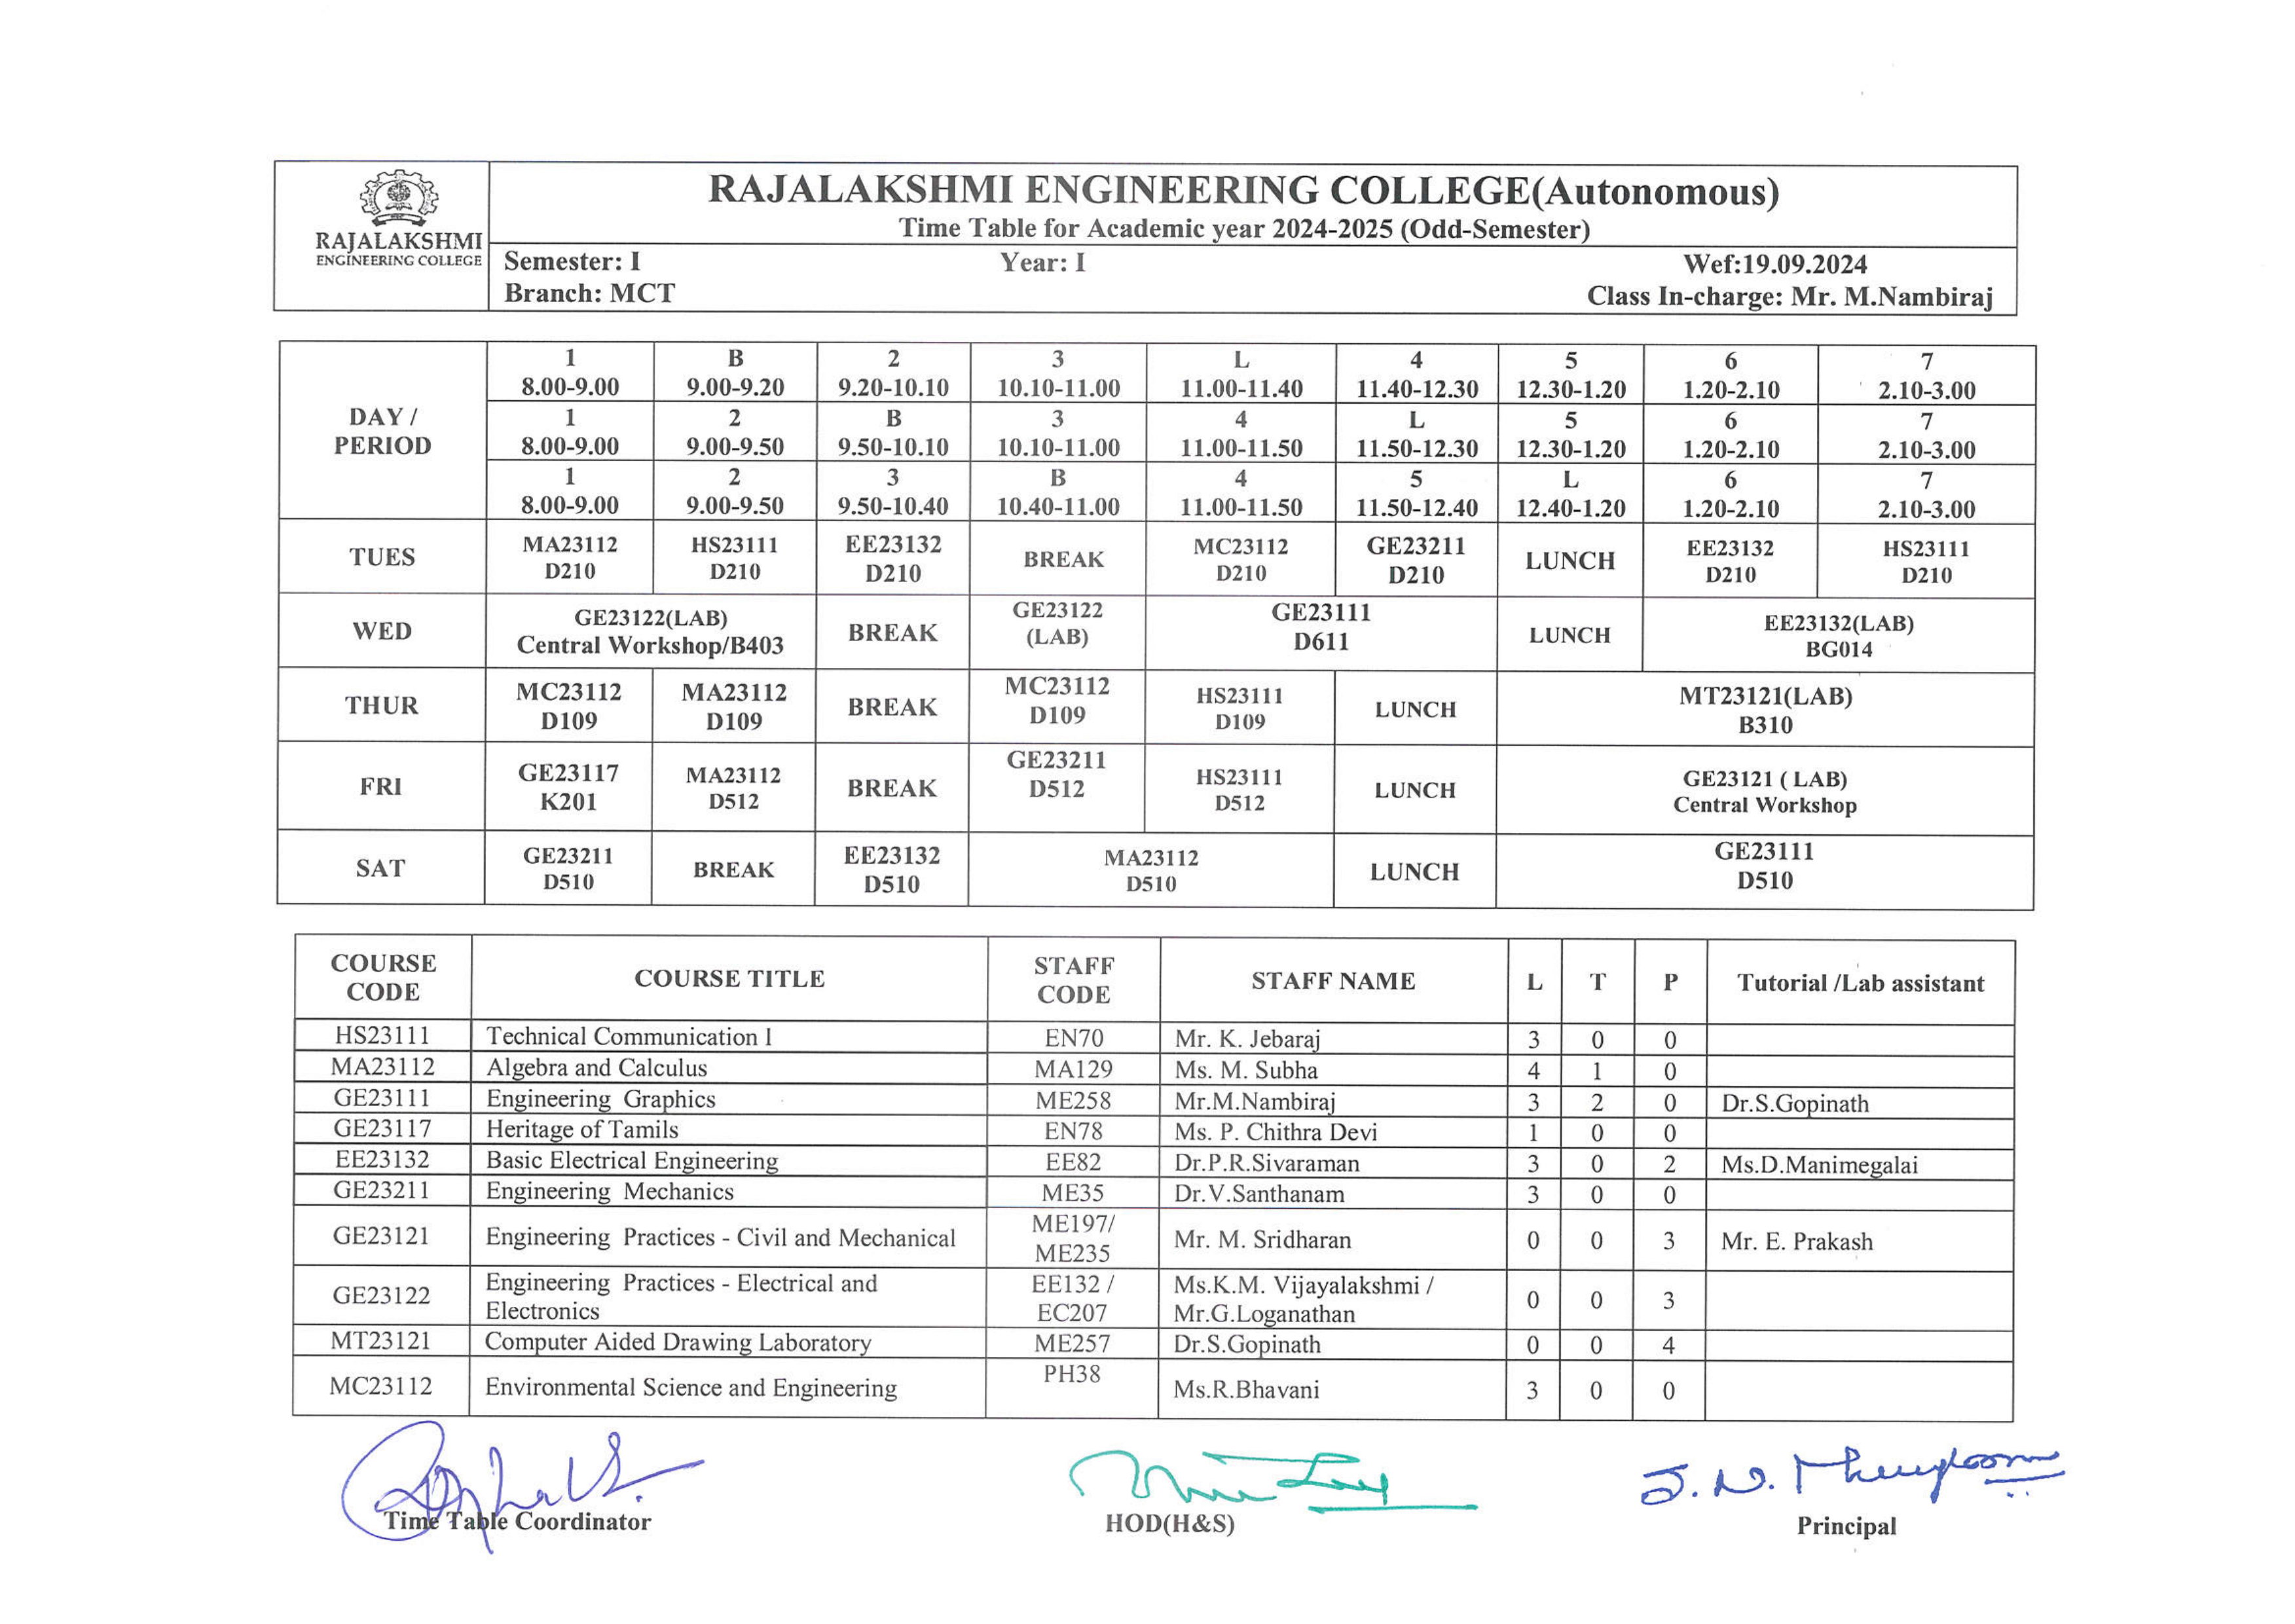 RAJALAKSHMI
ENGINEERING COLLEGE
RAJALAKSHMI ENGINEERING COLLEGE(Autonomous)
Time Table for Academic year 2024-2025 (Odd-Semester)
Semester: I Year: I Wef:19.09.2024
Branch: MCT Class In-charge: Mr. M.Nambiraj
DAY /
PERIOD
1 B 2 3 L 4 5 6 7
8.00-9.00 9.00-9.20 9.20-10.10 10.10-11.00 11.00-11.40 11.40-12.30 12.30-1.20 1.20-2.10 2.10-3.00
1 2 B 3 4 L 5 6 7
8.00-9.00 9.00-9.50 9.50-10.10 10.10-11.00 11.00-11.50 11.50-12.30 12.30-1.20 1.20-2.10 2.10-3.00
1 2 3 B 4 5 L 6 7
8.00-9.00 9.00-9.50 9.50-10.40 10.40-11.00 11.00-11.50 11.50-12.40 12.40-1.20 1.20-2.10 2.10-3.00
TUES MA23112 HS23111 EE23132 BREAK MC23112 GE23211 LUNCH EE23132 HS23111
D210 D210 D210 D210 D210 D210 D210
WED GE23122(LAB) BREAK GE23122 GE23111 LUNCH EE23132(LAB)
Central Workshop/B403 (LAB) D611 BG014
THUR MC23112 MA23112 BREAK MC23112 HS23111 LUNCH MT23121(LAB)
D109 D109 D109 D109 B310
FRI GE23117 MA23112 BREAK GE23211 HS23111 LUNCH GE23121 ( LAB)
K201 D512 D512 D512 Central Workshop
SAT GE23211 BREAK EE23132 MA23112 LUNCH GE23111
D510 D510 D510 D510
COURSE CODE COURSE TITLE STAFF CODE STAFF NAME L T P Tutorial /Lab assistant
HS23111 Technical Communication I EN70 Mr. K. Jebaraj 3 0 0
MA23112 Algebra and Calculus MA129 Ms. M. Subha 4 1 0
GE23111 Engineering Graphics ME258 Mr.M.Nambiraj 3 2 0 Dr.S.Gopinath
GE23117 Heritage of Tamils EN78 Ms. P. Chithra Devi 1 0 0
EE23132 Basic Electrical Engineering EE82 Dr.P.R.Sivaraman 3 0 2 Ms.D.Manimegalai
GE23211 Engineering Mechanics ME35 Dr.V.Santhanam 3 0 0
GE23121 Engineering Practices - Civil and Mechanical ME197/ ME235 Mr. M. Sridharan 0 0 3 Mr. E. Prakash
GE23122 Engineering Practices - Electrical and Electronics EE132 / EC207 Ms.K.M. Vijayalakshmi / Mr.G.Loganathan 0 0 3
MT23121 Computer Aided Drawing Laboratory ME257 Dr.S.Gopinath 0 0 4
MC23112 Environmental Science and Engineering PH38 Ms.R.Bhavani 3 0 0
Time Table Coordinator HOD(H&S) Principal